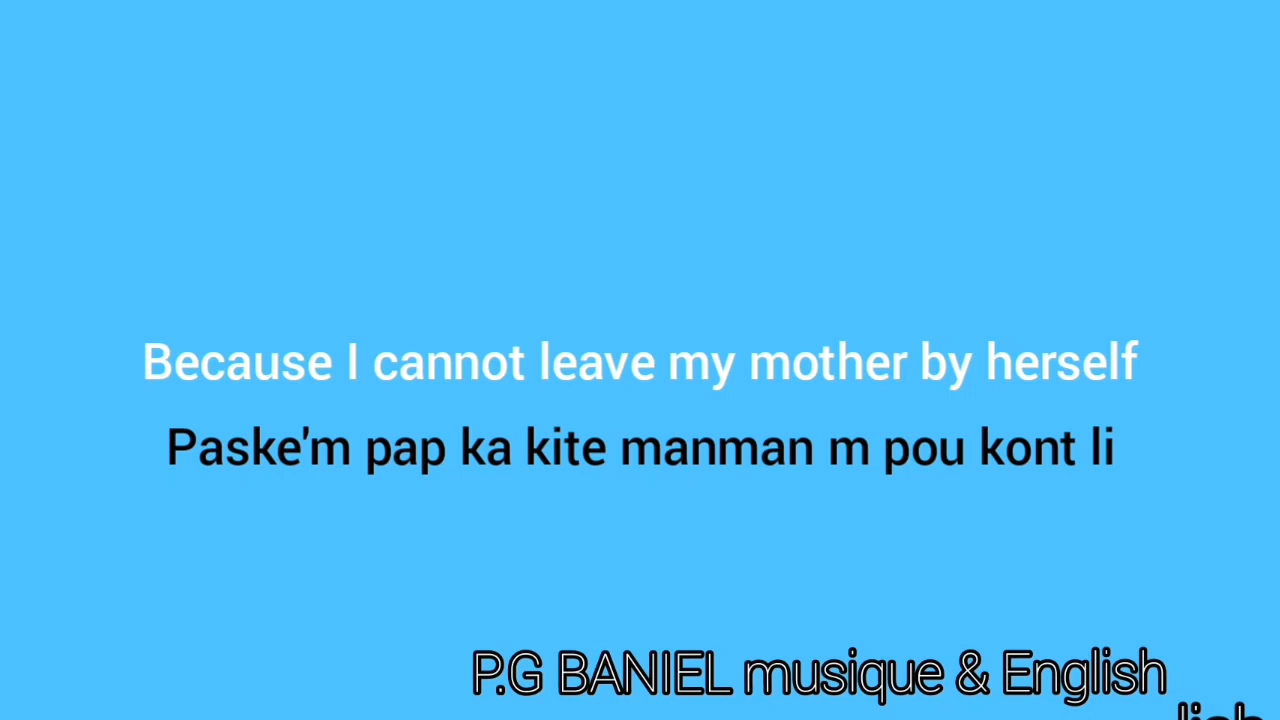 Because I cannot leave my mother by herself
Paske'm pap ka kite manman m pou kont li
P.G BANIEL musique & English